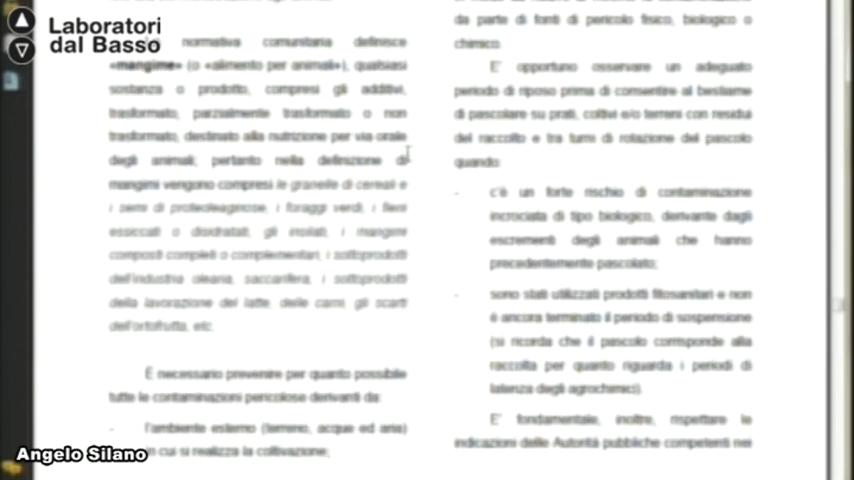 Laboratori
dal Basso
normativa comunitaria definisce
«mangime» (o «alimento per animali»), qualsiasi
sostanza o prodotto, compresi gli additivi,
trasformato, parzialmente trasformato o non
trasformato, destinato alla nutrizione per via orale
degli animali; pertanto nella definizione di
mangimi vengono compresi le granelle di cereali e
i semi di proteoleaginose, i foraggi verdi, i fieni
essiccati o disidratati, gli insilati, i mangimi
composti completi o complementari, i sottoprodotti
dell'industria olearia, saccarifera, i sottoprodotti
della lavorazione del latte, delle carni, gli scarti
dell'ortofrutta, etc.
È necessario prevenire per quanto possibile
tutte le contaminazioni pericolose derivanti da:
- l'ambiente esterno (terreno, acque ed aria)
in cui si realizza la coltivazione;
da parte di fonti di pericolo fisico, biologico o
chimico.
E' opportuno osservare un adeguato
periodo di riposo prima di consentire al bestiame
di pascolare su prati, coltivi e/o terreni con residui
del raccolto e tra turni di rotazione del pascolo
quando:
- c'è un forte rischio di contaminazione
incrociata di tipo biologico, derivante dagli
escrementi degli animali che hanno
precedentemente pascolato;
- sono stati utilizzati prodotti fitosanitari e non
è ancora terminato il periodo di sospensione
(si ricorda che il pascolo corrisponde alla
raccolta per quanto riguarda i periodi di
latenza degli agrochimici).
E' fondamentale, inoltre, rispettare le
indicazioni delle Autorità pubbliche competenti nei
Angelo Silano